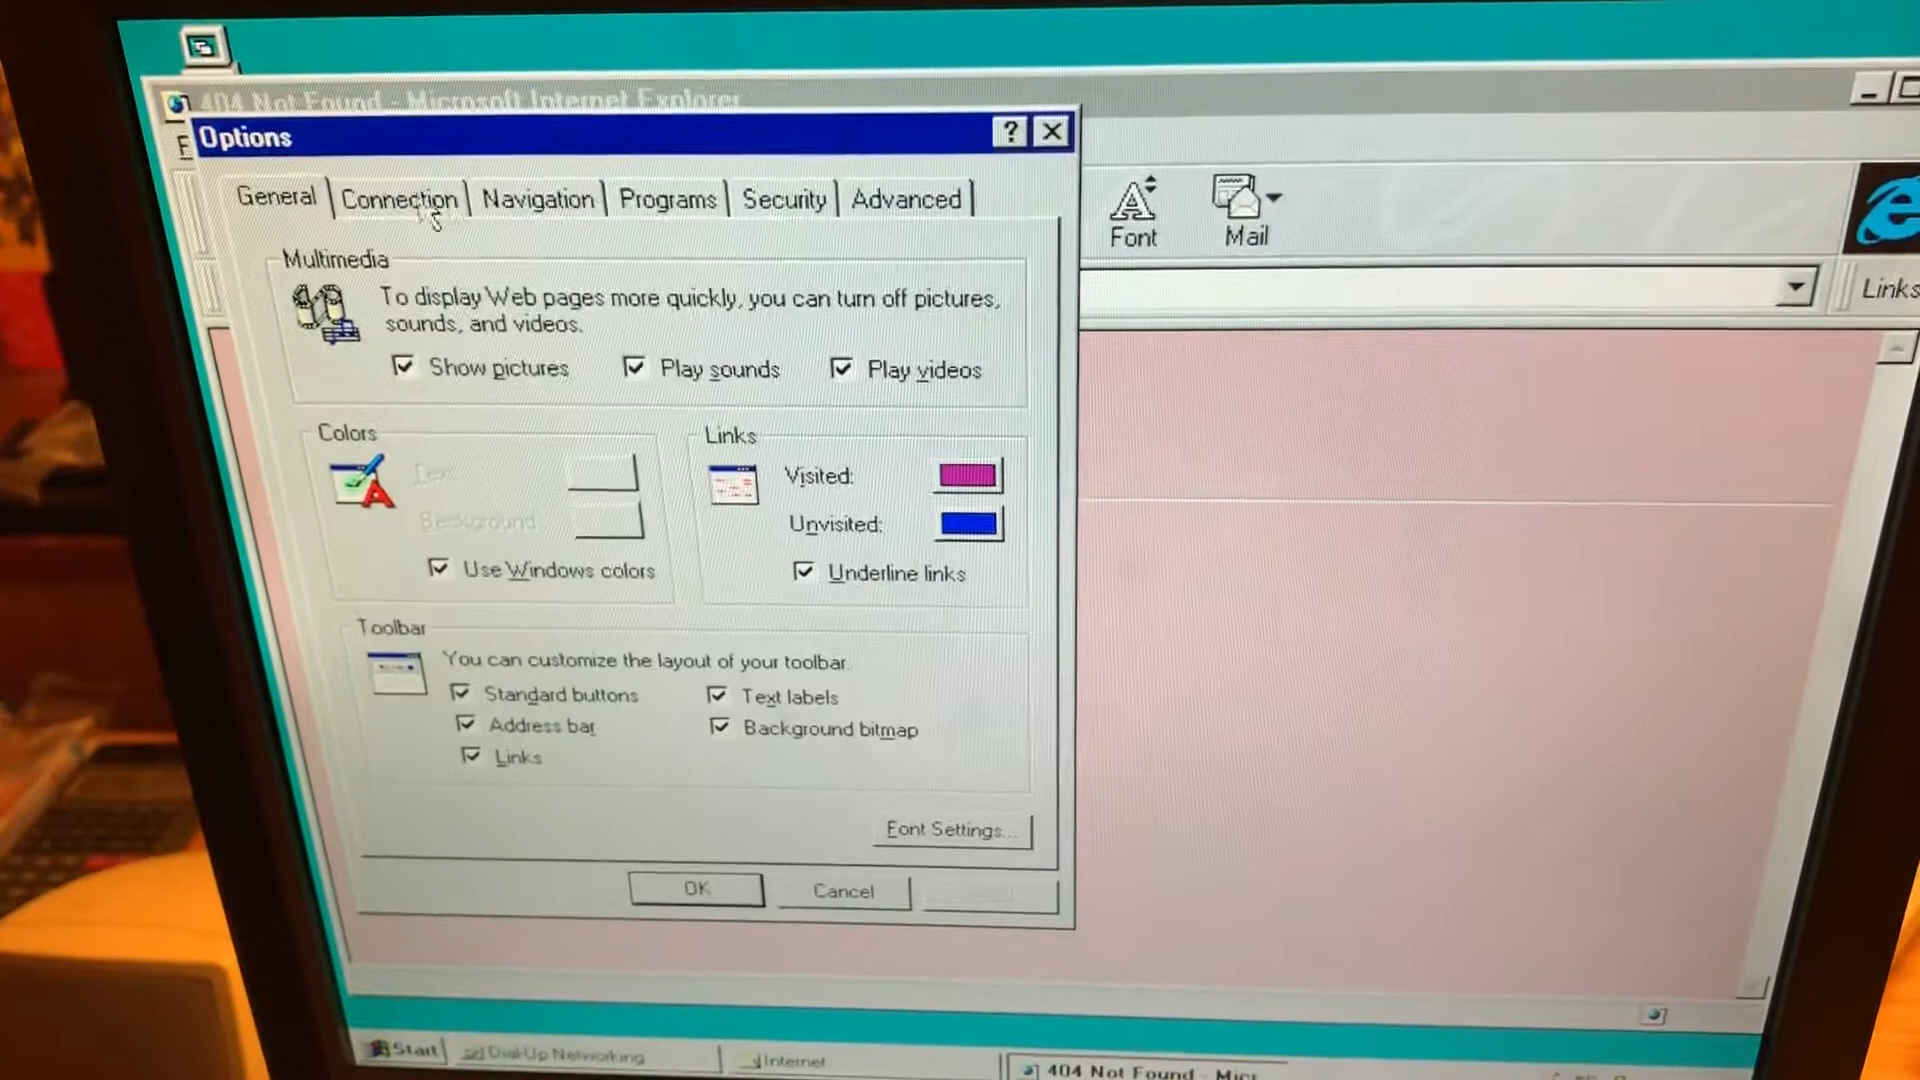 404 Not Found - Microsoft Internet Explorer
F
Options
?
General
Connection
Navigation
Programs
Security
Advanced
Font
Mail
Links
Multimedia
To display Web pages more quickly, you can turn off pictures,
sounds, and videos.
Show pictures
Play sounds
Play videos
Colors
Text
Background
Use Windows colors
Links
Visited:
Unvisited:
Underline links
Toolbar
You can customize the layout of your toolbar.
Standard buttons
Text labels
Address bar
Background bitmap
Links
Font Settings...
OK
Cancel
Start
Dial-Up Networking
Internet
404 Not Found - Micr